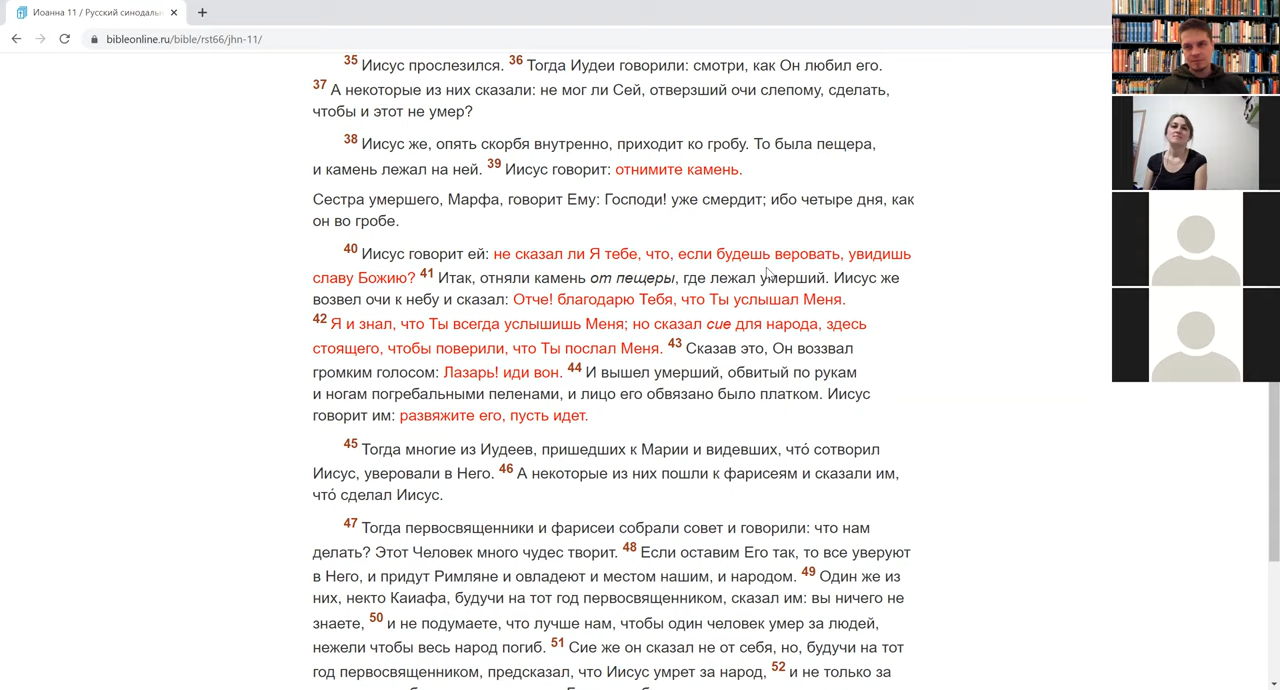 Иоанна 11 / Русский синодаль
bibleonline.ru/bible/rst66/jhn-11/
35 Иисус прослезился. 36 Тогда Иудеи говорили: смотри, как Он любил его.
37 А некоторые из них сказали: не мог ли Сей, отверзший очи слепому, сделать,
чтобы и этот не умер?
38 Иисус же, опять скорбя внутренно, приходит ко гробу. То была пещера,
и камень лежал на ней. 39 Иисус говорит: отнимите камень.
Сестра умершего, Марфа, говорит Ему: Господи! уже смердит; ибо четыре дня, как
он во гробе.
40 Иисус говорит ей: не сказал ли Я тебе, что, если будешь веровать, увидишь
славу Божию? 41 Итак, отняли камень от пещеры, где лежал умерший. Иисус же
возвел очи к небу и сказал: Отче! благодарю Тебя, что Ты услышал Меня.
42 Я и знал, что Ты всегда услышишь Меня; но сказал сие для народа, здесь
стоящего, чтобы поверили, что Ты послал Меня. 43 Сказав это, Он воззвал
громким голосом: Лазарь! иди вон. 44 И вышел умерший, обвитый по рукам
и ногам погребальными пеленами, и лицо его обвязано было платком. Иисус
говорит им: развяжите его, пусть идет.
45 Тогда многие из Иудеев, пришедших к Марии и видевших, чтó сотворил
Иисус, уверовали в Него. 46 А некоторые из них пошли к фарисеям и сказали им,
чтó сделал Иисус.
47 Тогда первосвященники и фарисеи собрали совет и говорили: что нам
делать? Этот Человек много чудес творит. 48 Если оставим Его так, то все уверуют
в Него, и придут Римляне и овладеют и местом нашим, и народом. 49 Один же из
них, некто Каиафа, будучи на тот год первосвященником, сказал им: вы ничего не
знаете, 50 и не подумаете, что лучше нам, чтобы один человек умер за людей,
нежели чтобы весь народ погиб. 51 Сие же он сказал не от себя, но, будучи на тот
год первосвященником, предсказал, что Иисус умрет за народ, 52 и не только за